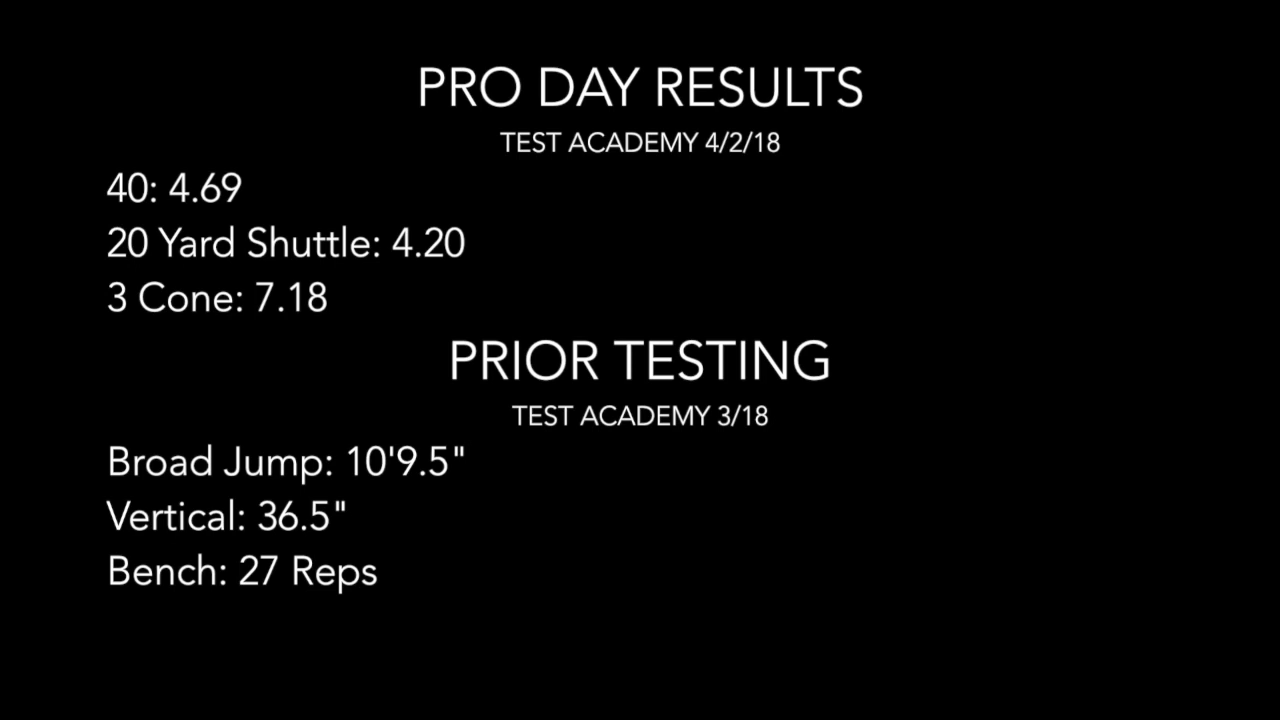 PRO DAY RESULTS
TEST ACADEMY 4/2/18
40: 4.69
20 Yard Shuttle: 4.20
3 Cone: 7.18
PRIOR TESTING
TEST ACADEMY 3/18
Broad Jump: 10'9.5"
Vertical: 36.5"
Bench: 27 Reps